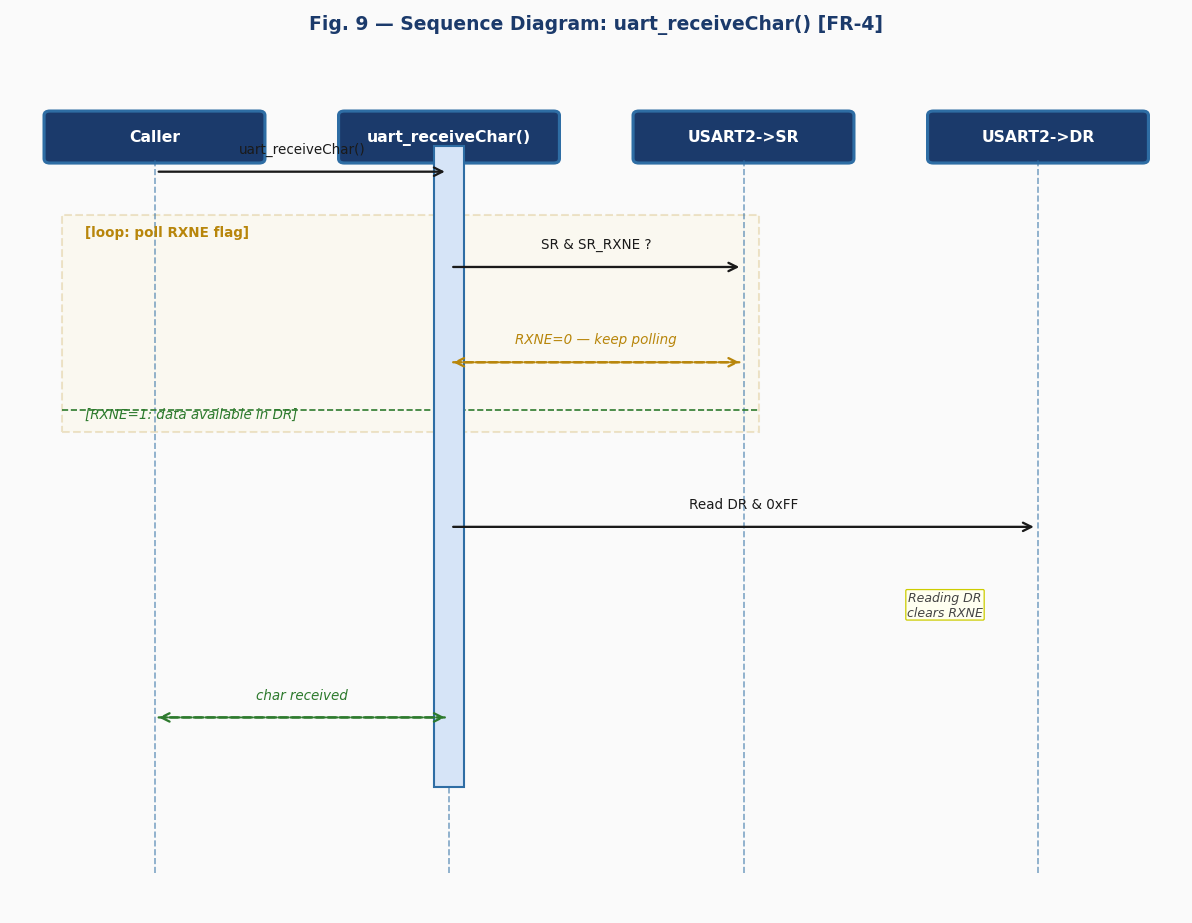 Fig. 9 — Sequence Diagram: uart_receiveChar() [FR-4]
Caller
uart_receiveChar()
USART2->SR
USART2->DR
uart_receiveChar()
[loop: poll RXNE flag]
SR & SR_RXNE ?
RXNE=0 — keep polling
[RXNE=1: data available in DR]
Read DR & 0xFF
Reading DR
clears RXNE
char received